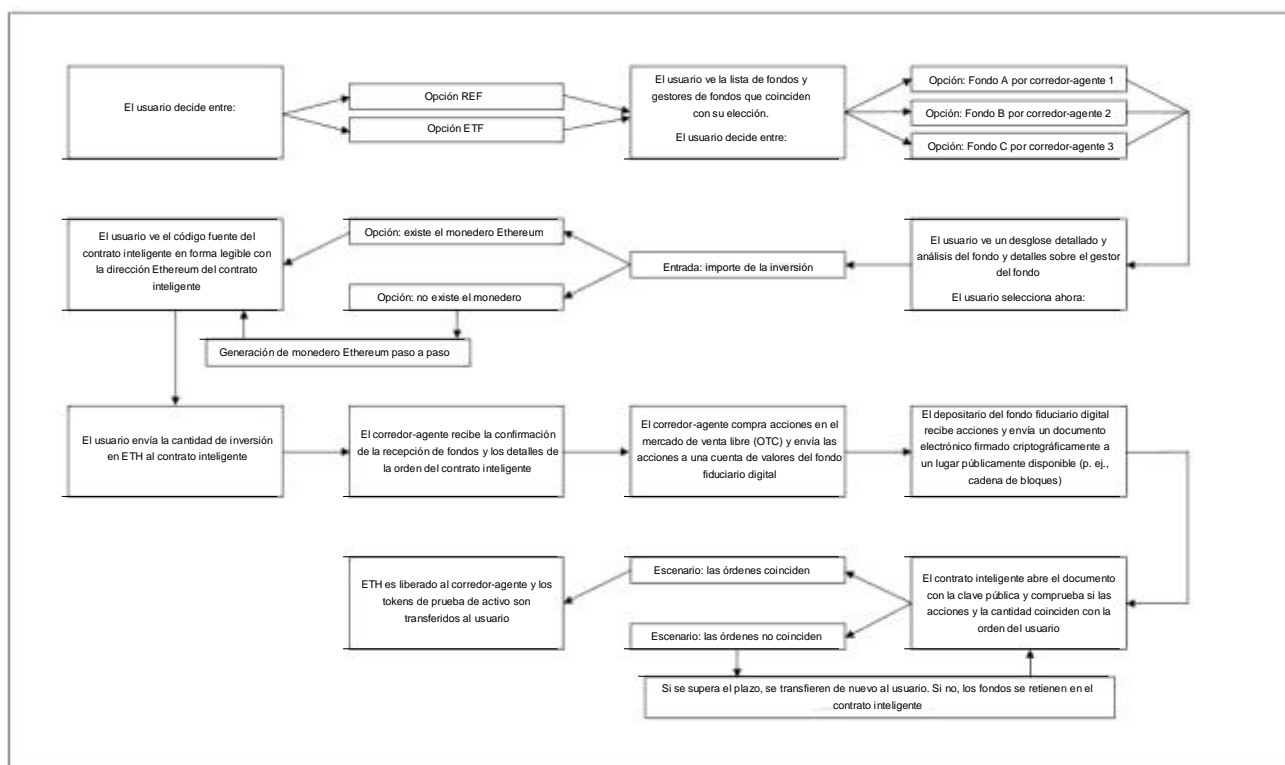 El usuario decide entre:
Opción REF
Opción ETF
El usuario ve la lista de fondos y
gestores de fondos que coinciden
con su elección.
El usuario decide entre:
Opción: Fondo A por corredor-agente 1
Opción: Fondo B por corredor-agente 2
Opción: Fondo C por corredor-agente 3
El usuario ve un desglose detallado y
análisis del fondo y detalles sobre el gestor
del fondo
El usuario selecciona ahora:
Entrada: importe de la inversión
Opción: existe el monedero Ethereum
Opción: no existe el monedero
Generación de monedero Ethereum paso a paso
El usuario ve el código fuente del
contrato inteligente en forma legible con
la dirección Ethereum del contrato
inteligente
El usuario envía la cantidad de inversión
en ETH al contrato inteligente
El corredor-agente recibe la confirmación
de la recepción de fondos y los detalles de
la orden del contrato inteligente
El corredor-agente compra acciones en el
mercado de venta libre (OTC) y envía las
acciones a una cuenta de valores del fondo
fiduciario digital
El depositario del fondo fiduciario digital
recibe acciones y envía un documento
electrónico firmado criptográficamente a
un lugar públicamente disponible (p. ej.,
cadena de bloques)
El contrato inteligente abre el documento
con la clave pública y comprueba si las
acciones y la cantidad coinciden con la
orden del usuario
Escenario: las órdenes coinciden
Escenario: las órdenes no coinciden
Si se supera el plazo, se transfieren de nuevo al usuario. Si no, los fondos se retienen en el
contrato inteligente
ETH es liberado al corredor-agente y los
tokens de prueba de activo son
transferidos al usuario